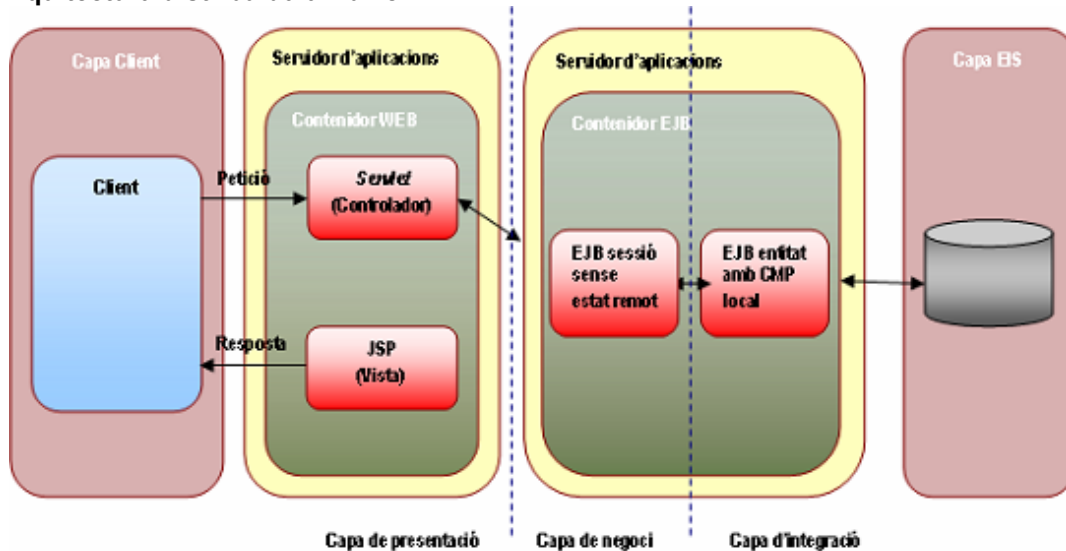 Capa Client
Servidor d'aplicacions
Servidor d'aplicacions
Capa EIS
Contenidor WEB
Contenidor EJB
Client
Petició
Servlet
(Controlador)
EJB sessió
sense
estat remot
EJB entitat
amb CMP
local
Resposta
JSP
(Vista)
Capa de presentació
Capa de negoci
Capa d'integració